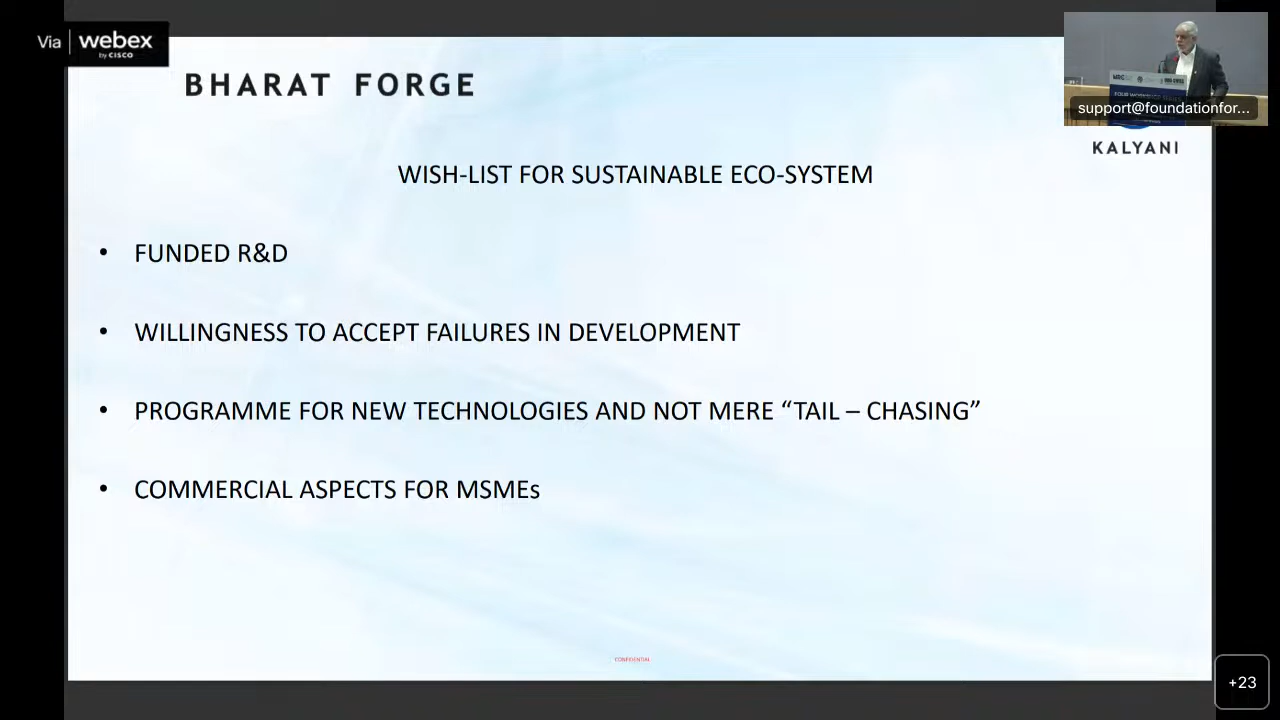 Via webex
by CISCO
BHARAT FORGE
support@foundationfor...
KALYANI
WISH-LIST FOR SUSTAINABLE ECO-SYSTEM
• FUNDED R&D
• WILLINGNESS TO ACCEPT FAILURES IN DEVELOPMENT
• PROGRAMME FOR NEW TECHNOLOGIES AND NOT MERE “TAIL – CHASING”
• COMMERCIAL ASPECTS FOR MSMEs
CONFIDENTIAL
+23